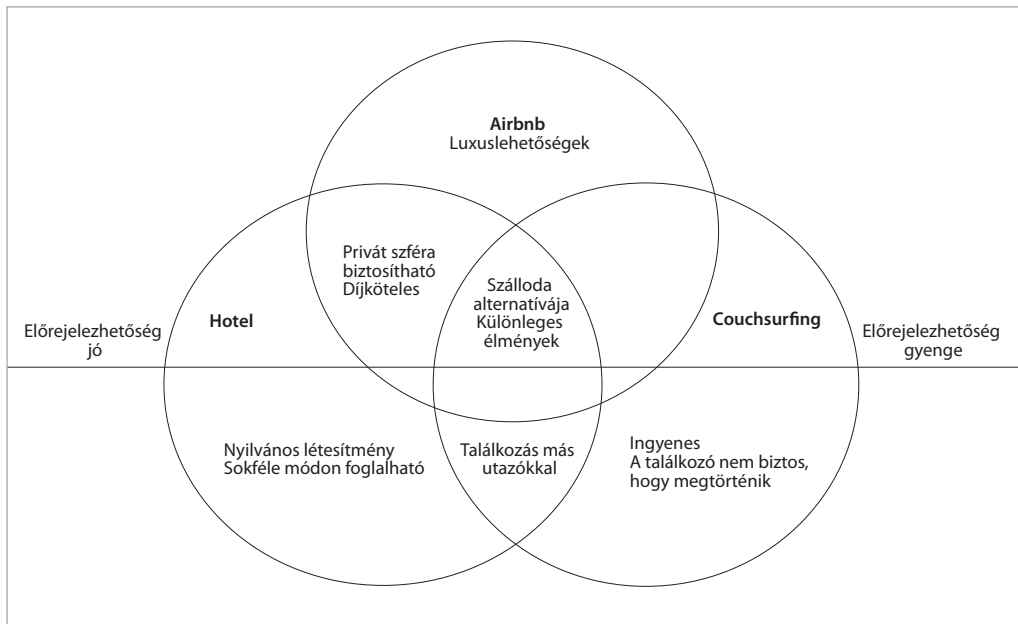 Airbnb
Luxuslehetőségek
Privát szféra
biztosítható
Díjköteles
Szálloda
alternatívája
Különleges
élmények
Hotel
Couchsurfing
Előrejelezhetőség
jó
Előrejelezhetőség
gyenge
Nyilvános létesítmény
Sokféle módon foglalható
Találkozás más
utazókkal
Ingyenes
A találkozó nem biztos,
hogy megtörténik